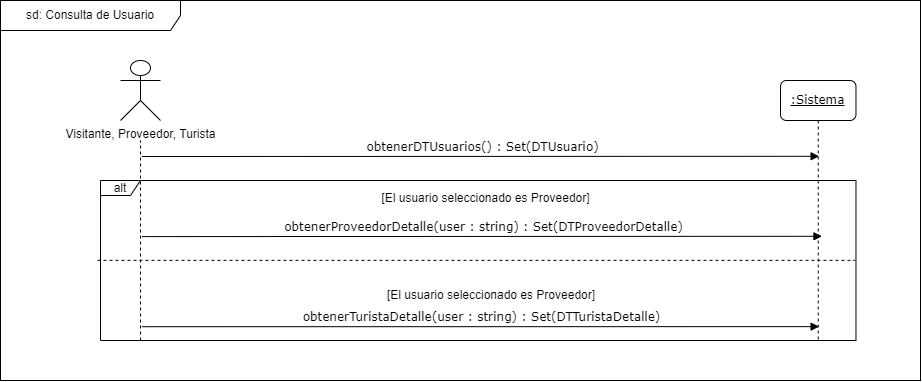 sd: Consulta de Usuario
:Sistema
Visitante, Proveedor, Turista
obtenerDTUsuarios() : Set(DTUsuario)
alt
[El usuario seleccionado es Proveedor]
obtenerProveedorDetalle(user : string) : Set(DTProveedorDetalle)
[El usuario seleccionado es Proveedor]
obtenerTuristaDetalle(user : string) : Set(DTTuristaDetalle)